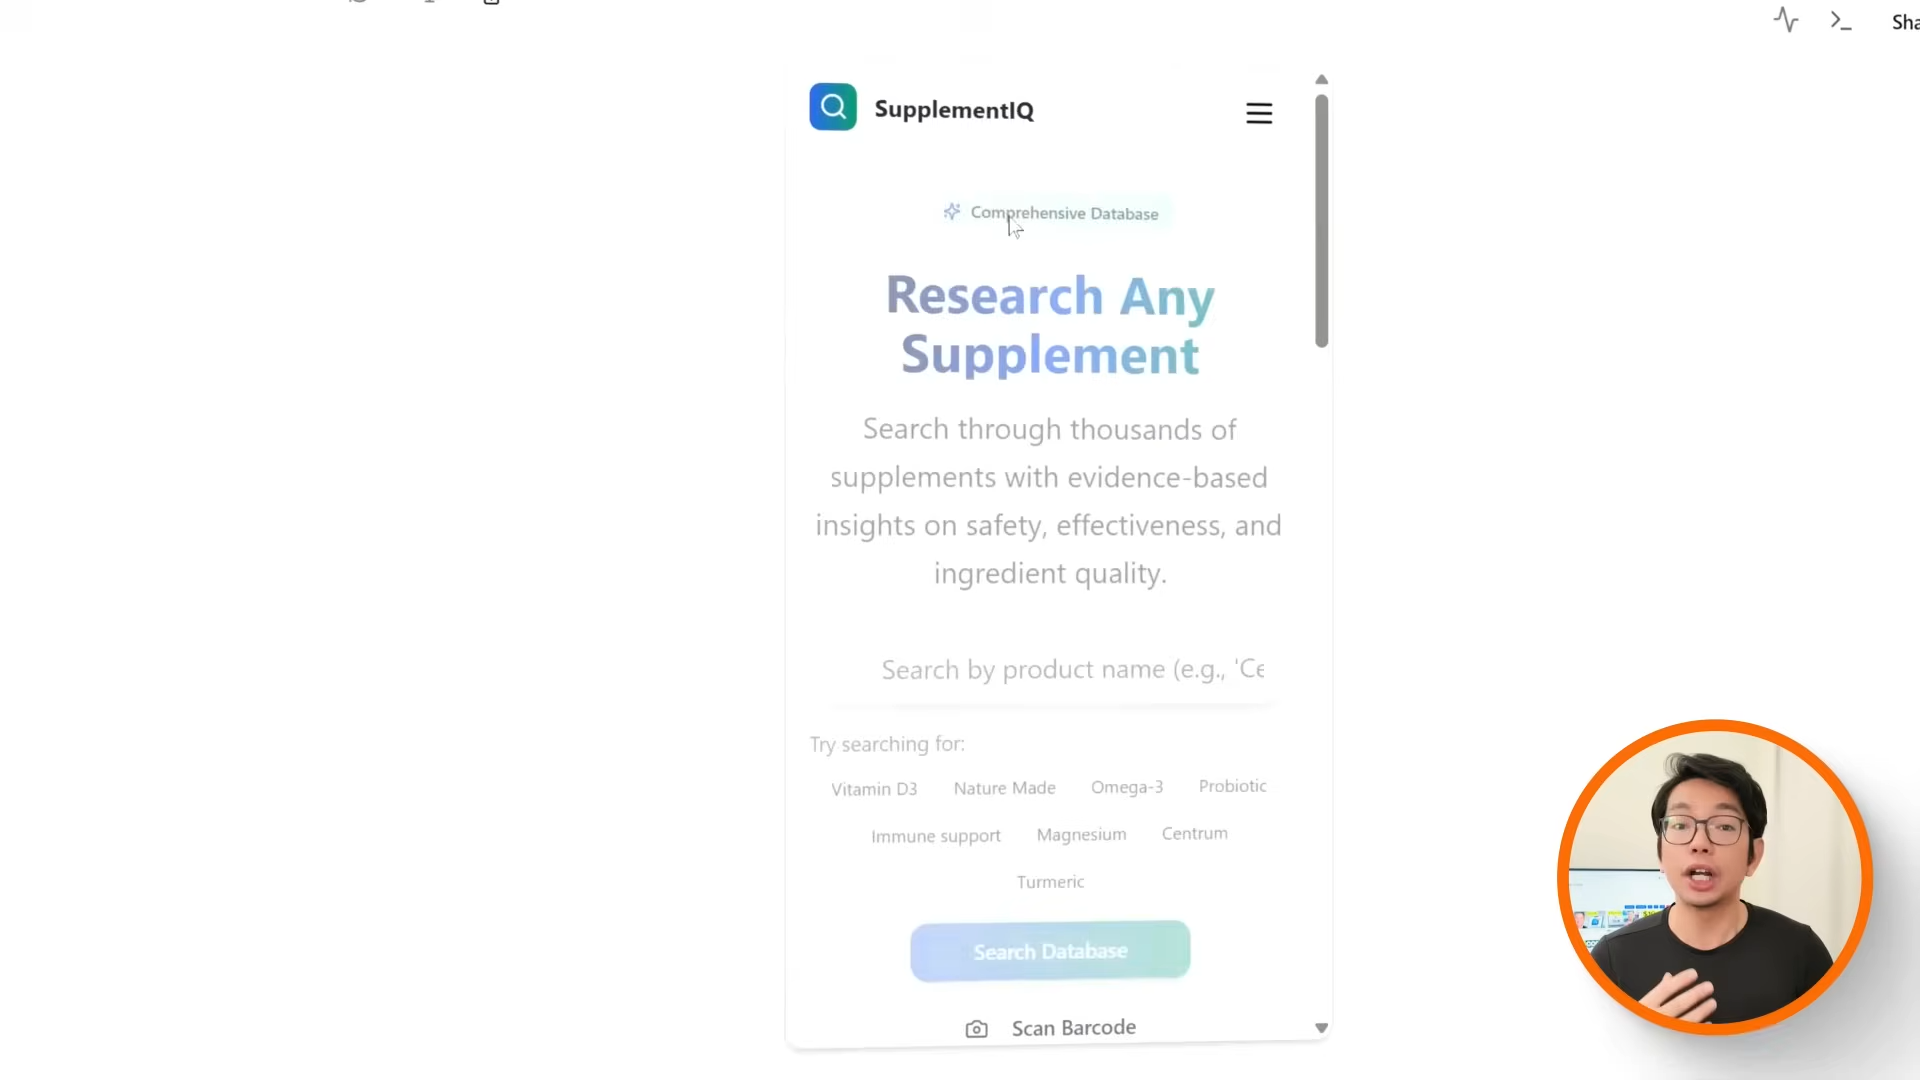 Sha
SupplementIQ
Comprehensive Database
Research Any
Supplement
Search through thousands of
supplements with evidence-based
insights on safety, effectiveness, and
ingredient quality.
Search by product name (e.g., 'Ce
Try searching for:
Vitamin D3 Nature Made Omega-3 Probiotic
Immune support Magnesium Centrum
Turmeric
Search Database
Scan Barcode